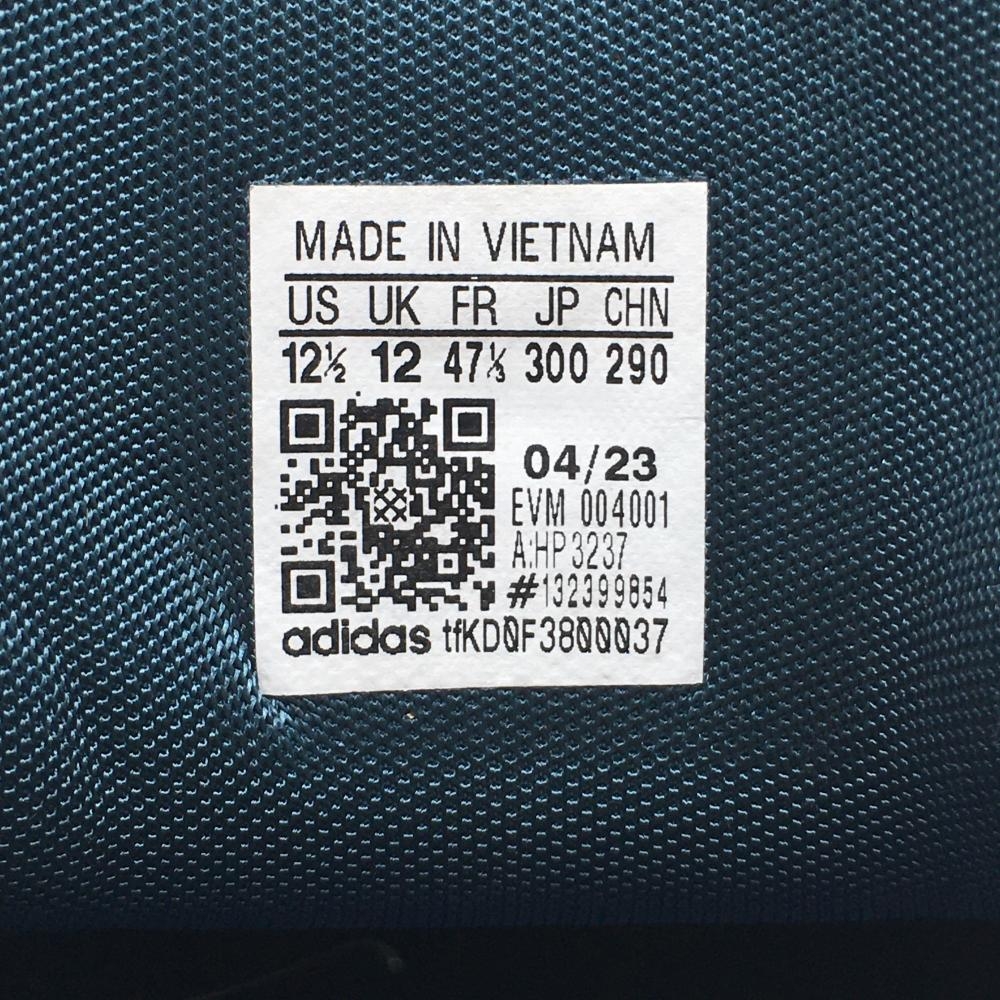 MADE IN VIETNAM
US UK FR JP CHN
12½ 12 47⅓ 300 290
04/23
EVM 004001
A:HP3237
#132399854
adidas tfKD0F3800037